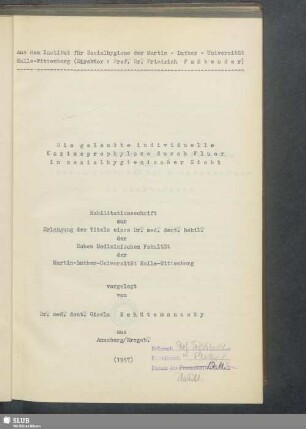 Aus dem Institut für Sozialhygiene der Martin - Luther - Universität
Halle-Wittenberg (Direktor : Prof. Dr. Friedrich
Die gelenkte individuelle
Kariesprophylaxe durch Fluor
in sozialhygienischer Sicht
Habilitationsschrift
zur
Erlangung des Titels eines Dr. med. dent. habil.
der
Hohen Medizinischen Fakultät
der
Martin-Luther-Universität Halle-Wittenberg
vorgelegt
von
Dr. med. dent. Gisela
aus
Annaberg/Erzgeb.
(1957)
Referent:
SLUB